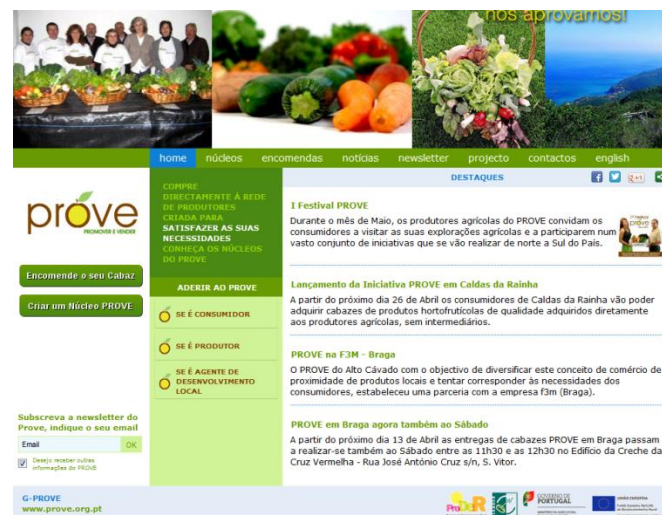 nos aprovamos!
home núcleos encomendas notícias newsletter projecto contactos english
prove
PROMOVER E VENDER
Encomende o seu Cabaz
Criar um Núcleo PROVE
Subscreva a newsletter do
Prove, indique o seu email
Email OK
Desejo receber outras
informações do PROVE
COMPRE
DIRECTAMENTE À REDE
DE PRODUTORES
CRIADA PARA
SATISFAZER AS SUAS
NECESSIDADES
CONHEÇA OS NÚCLEOS
DO PROVE
ADERIR AO PROVE
SE É CONSUMIDOR
SE É PRODUTOR
SE É AGENTE DE
DESENVOLVIMENTO
LOCAL
DESTAQUES
I Festival PROVE
Durante o mês de Maio, os produtores agrícolas do PROVE convidam os
consumidores a visitar as suas explorações agrícolas e a participarem num
vasto conjunto de iniciativas que se vão realizar de norte a Sul do País.
Lançamento da Iniciativa PROVE em Caldas da Rainha
A partir do próximo dia 26 de Abril os consumidores de Caldas da Rainha vão poder
adquirir cabazes de produtos hortofrutícolas de qualidade adquiridos diretamente
aos produtores agrícolas, sem intermediários.
PROVE na F3M - Braga
O PROVE do Alto Cávado com o objectivo de diversificar este conceito de comércio de
proximidade de produtos locais e tentar corresponder às necessidades dos
consumidores, estabeleceu uma parceria com a empresa f3m (Braga).
PROVE em Braga agora também ao Sábado
A partir do próximo dia 13 de Abril as entregas de cabazes PROVE em Braga passam
a realizar-se também ao Sábado entre as 11h30 e as 12h30 no Edifício da Creche da
Cruz Vermelha - Rua José António Cruz s/n, S. Vitor.
G-PROVE
www.prove.org.pt
ProDeR
GOVERNO DE
PORTUGAL
UNIÃO EUROPEIA